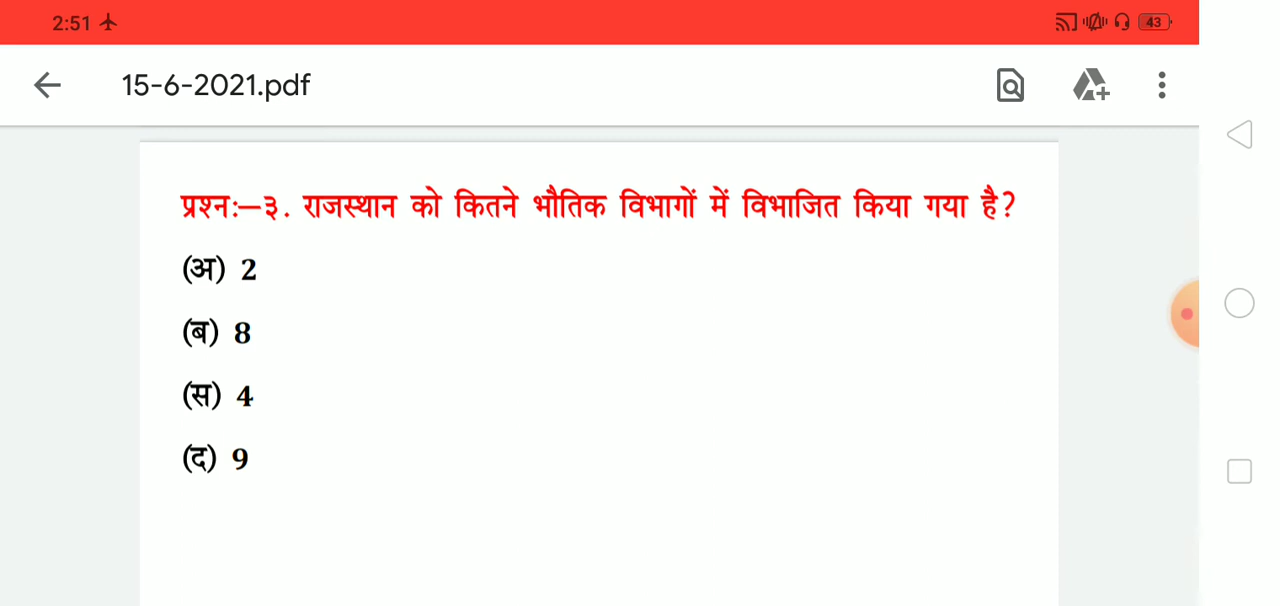 2:51
43
15-6-2021.pdf
प्रश्नः—३. राजस्थान को कितने भौतिक विभागों में विभाजित किया गया है?
(अ) 2
(ब) 8
(स) 4
(द) 9